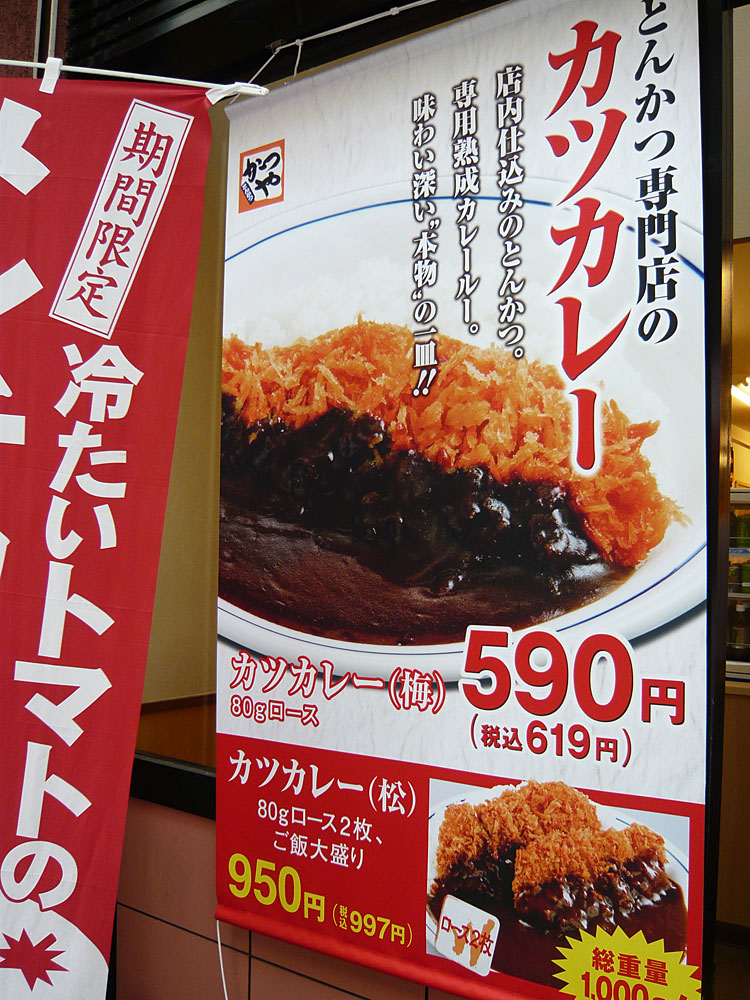 とんかつ専門店の
カツカレー
店内仕込みのとんかつ。
専用熟成カレールー。
味わい深い"本物"の一皿!!
かつや
カツカレー(梅)
80gロース
590円
(税込619円)
カツカレー(松)
80gロース2枚、
ご飯大盛り
950円(税込997円)
ロース2枚
総重量
1,000
期間限定
冷たいトマトの